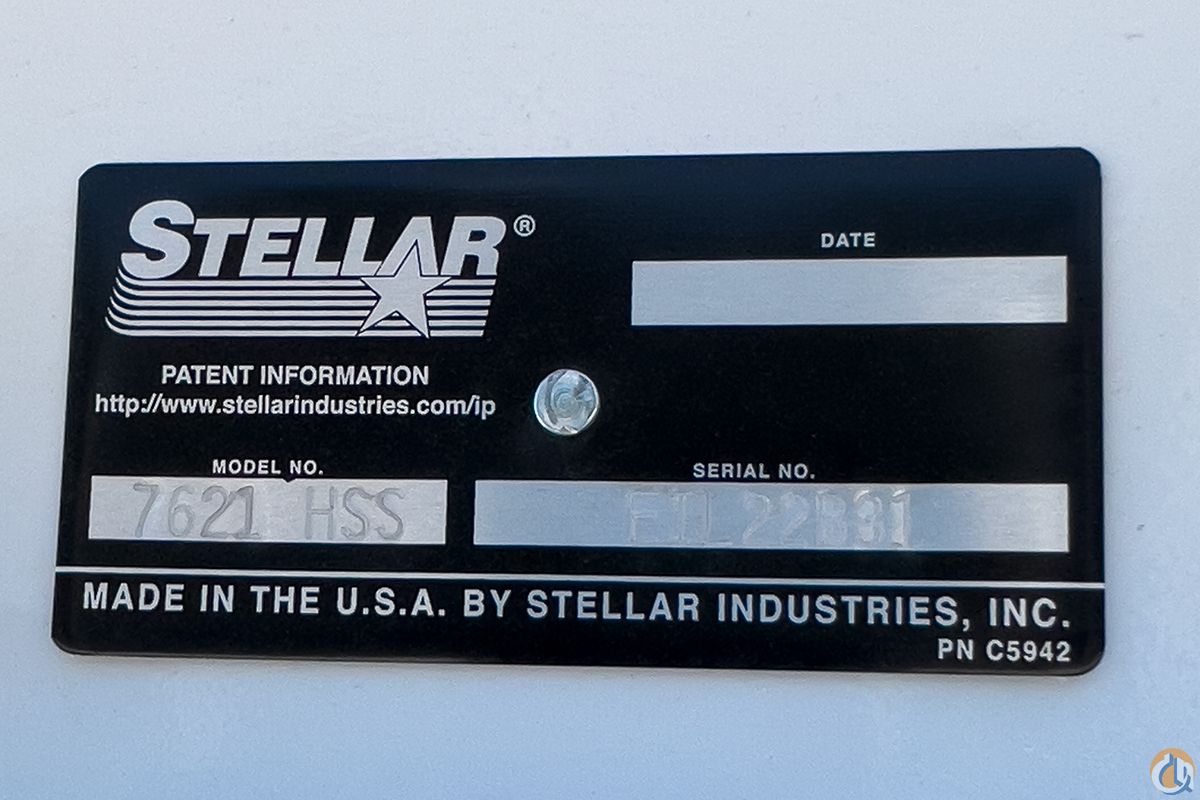 STELLAR®
DATE
PATENT INFORMATION
http://www.stellarindustries.com/ip
MODEL NO.
7621 HSS
SERIAL NO.
MADE IN THE U.S.A. BY STELLAR INDUSTRIES, INC.
PN C5942